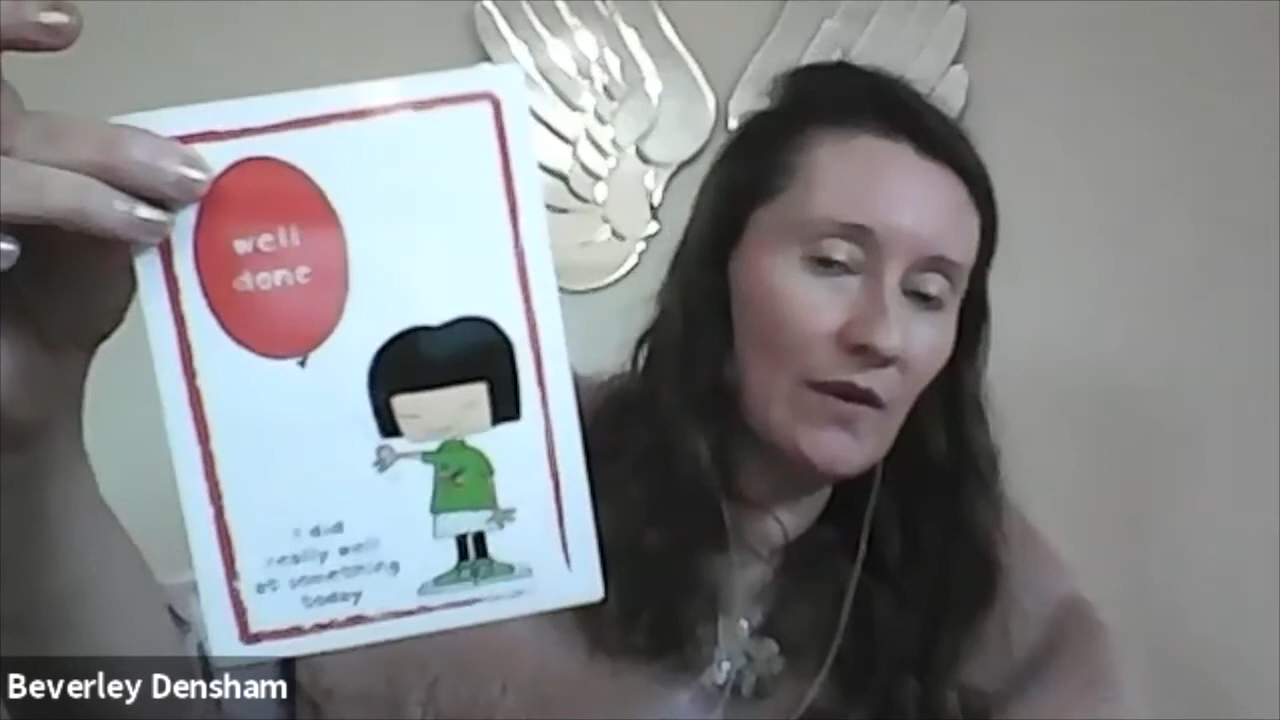 well
done
I did
really well
at something
today
Beverley Densham